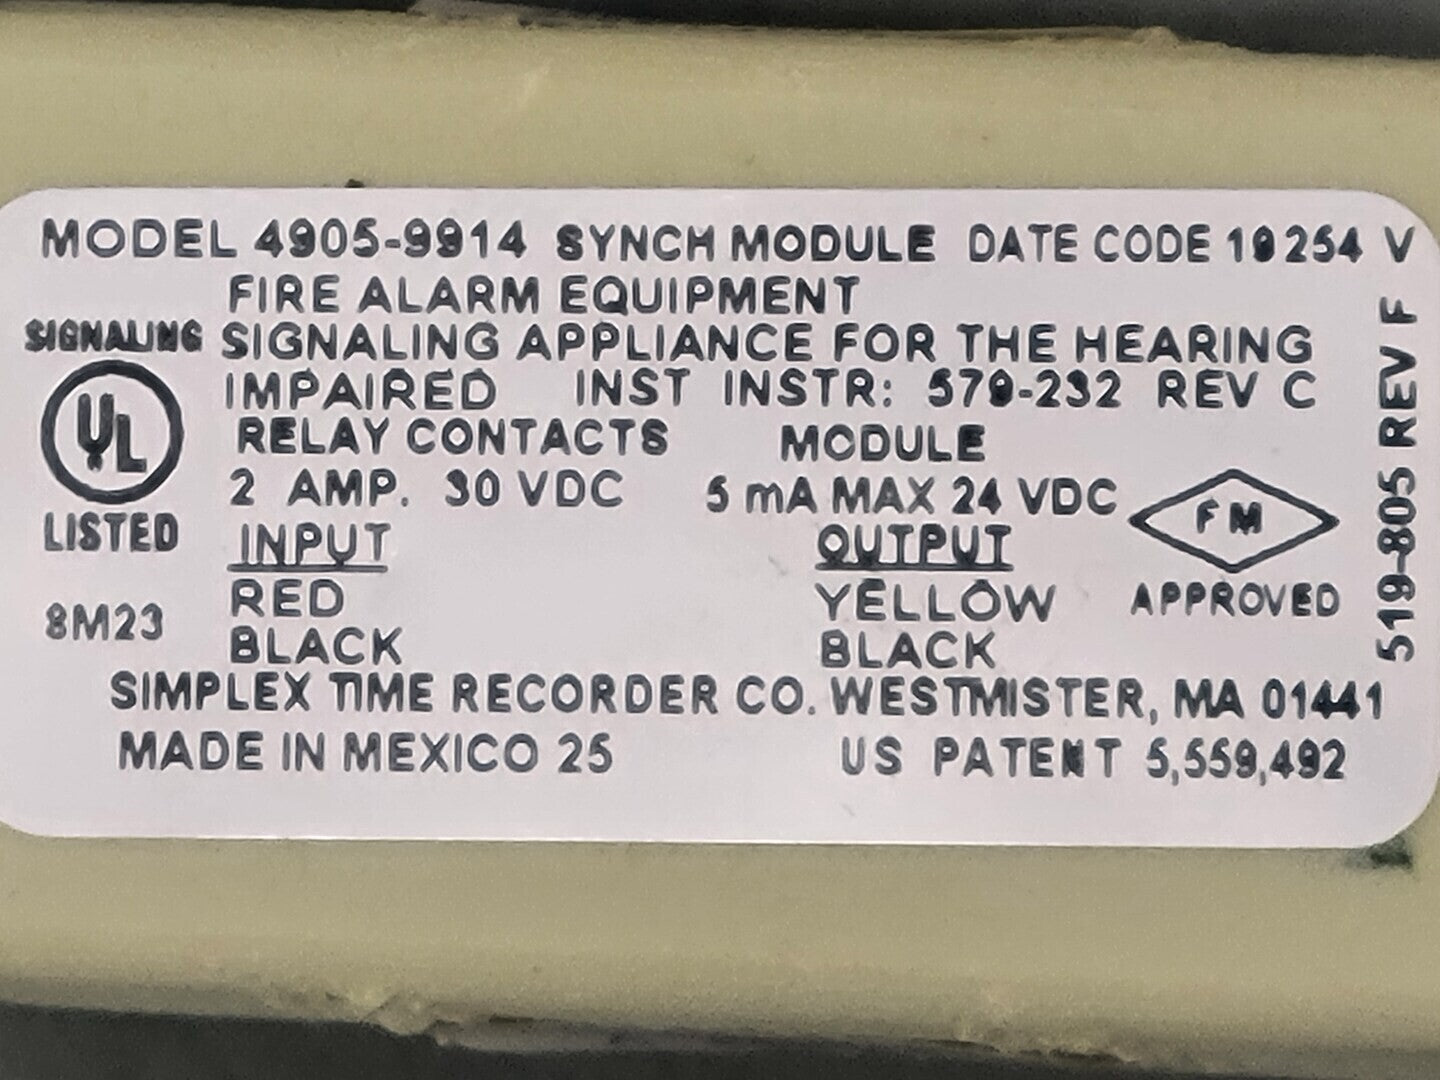 MODEL 4905-9914 SYNCH MODULE DATE CODE 19254 V
FIRE ALARM EQUIPMENT
SIGNALING
SIGNALING APPLIANCE FOR THE HEARING
IMPAIRED INST INSTR: 579-232 REV C
UL
RELAY CONTACTS MODULE
2 AMP. 30 VDC 5 mA MAX 24 VDC
FM
LISTED
INPUT OUTPUT
RED YELLOW
APPROVED
8M23
BLACK BLACK
SIMPLEX TIME RECORDER CO. WESTMISTER, MA 01441
MADE IN MEXICO 25 US PATENT 5,559,492
519-805 REV F